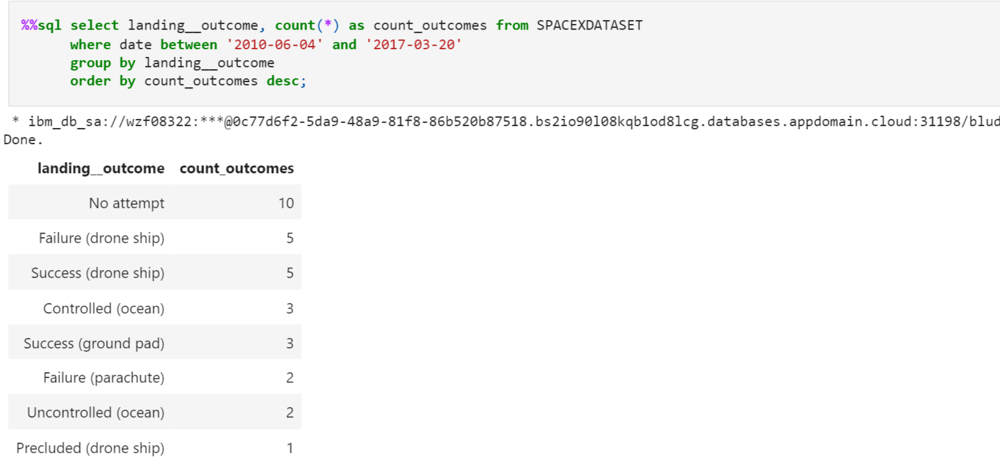 %%sql select landing__outcome, count(*) as count_outcomes from SPACEXDATASET
where date between '2010-06-04' and '2017-03-20'
group by landing__outcome
order by count_outcomes desc;
* ibm_db_sa://wzf08322:***@0c77d6f2-5da9-48a9-81f8-86b520b87518.bs2io90l08kqb1od8lcg.databases.appdomain.cloud:31198/blud
Done.
landing__outcome count_outcomes
No attempt 10
Failure (drone ship) 5
Success (drone ship) 5
Controlled (ocean) 3
Success (ground pad) 3
Failure (parachute) 2
Uncontrolled (ocean) 2
Precluded (drone ship) 1